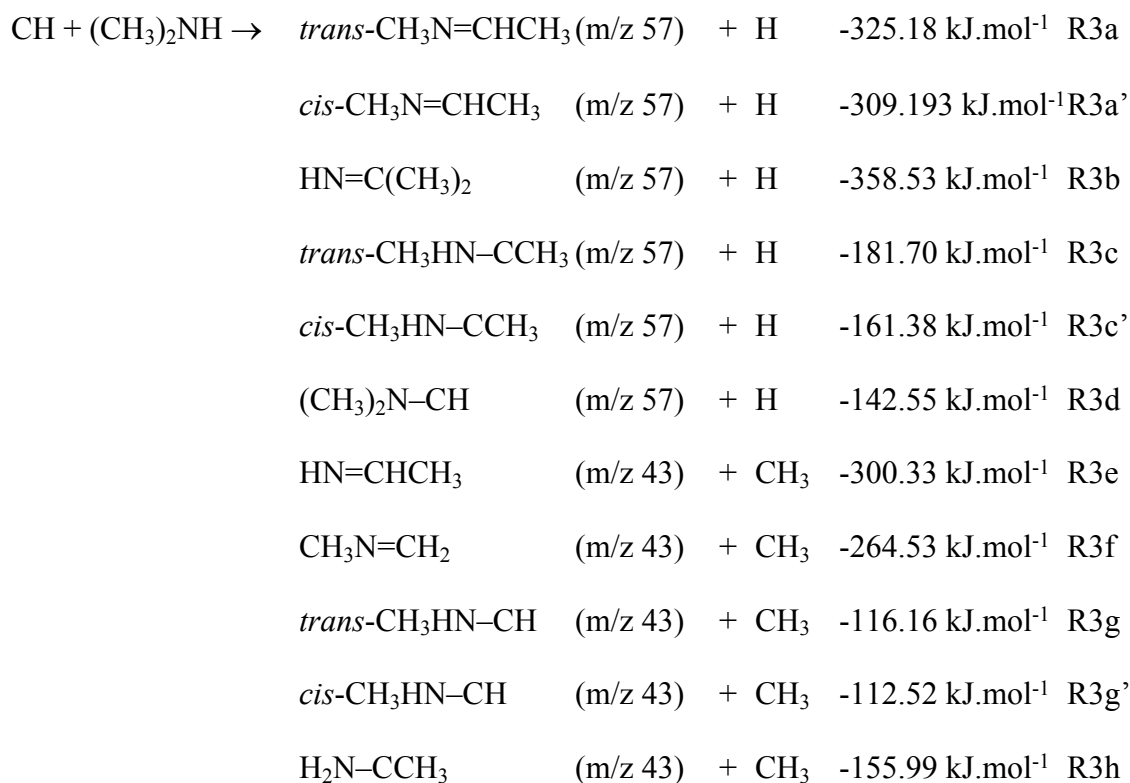 CH + (CH₃)₂NH → trans-CH₃N=CHCH₃ (m/z 57) + H -325.18 kJ.mol⁻¹ R3a
cis-CH₃N=CHCH₃ (m/z 57) + H -309.193 kJ.mol⁻¹ R3a’
HN=C(CH₃)₂ (m/z 57) + H -358.53 kJ.mol⁻¹ R3b
trans-CH₃HN–CCH₃ (m/z 57) + H -181.70 kJ.mol⁻¹ R3c
cis-CH₃HN–CCH₃ (m/z 57) + H -161.38 kJ.mol⁻¹ R3c’
(CH₃)₂N–CH (m/z 57) + H -142.55 kJ.mol⁻¹ R3d
HN=CHCH₃ (m/z 43) + CH₃ -300.33 kJ.mol⁻¹ R3e
CH₃N=CH₂ (m/z 43) + CH₃ -264.53 kJ.mol⁻¹ R3f
trans-CH₃HN–CH (m/z 43) + CH₃ -116.16 kJ.mol⁻¹ R3g
cis-CH₃HN–CH (m/z 43) + CH₃ -112.52 kJ.mol⁻¹ R3g’
H₂N–CCH₃ (m/z 43) + CH₃ -155.99 kJ.mol⁻¹ R3h